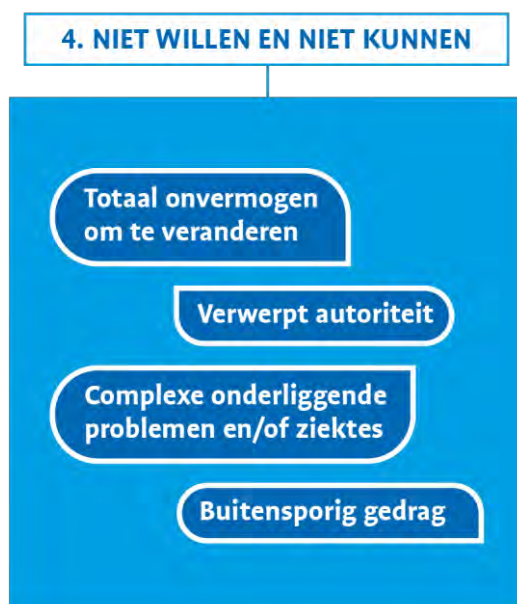 4. NIET WILLEN EN NIET KUNNEN
Totaal onvermogen
om te veranderen
Verwerpt autoriteit
Complexe onderliggende
problemen en/of ziektes
Buitensporig gedrag